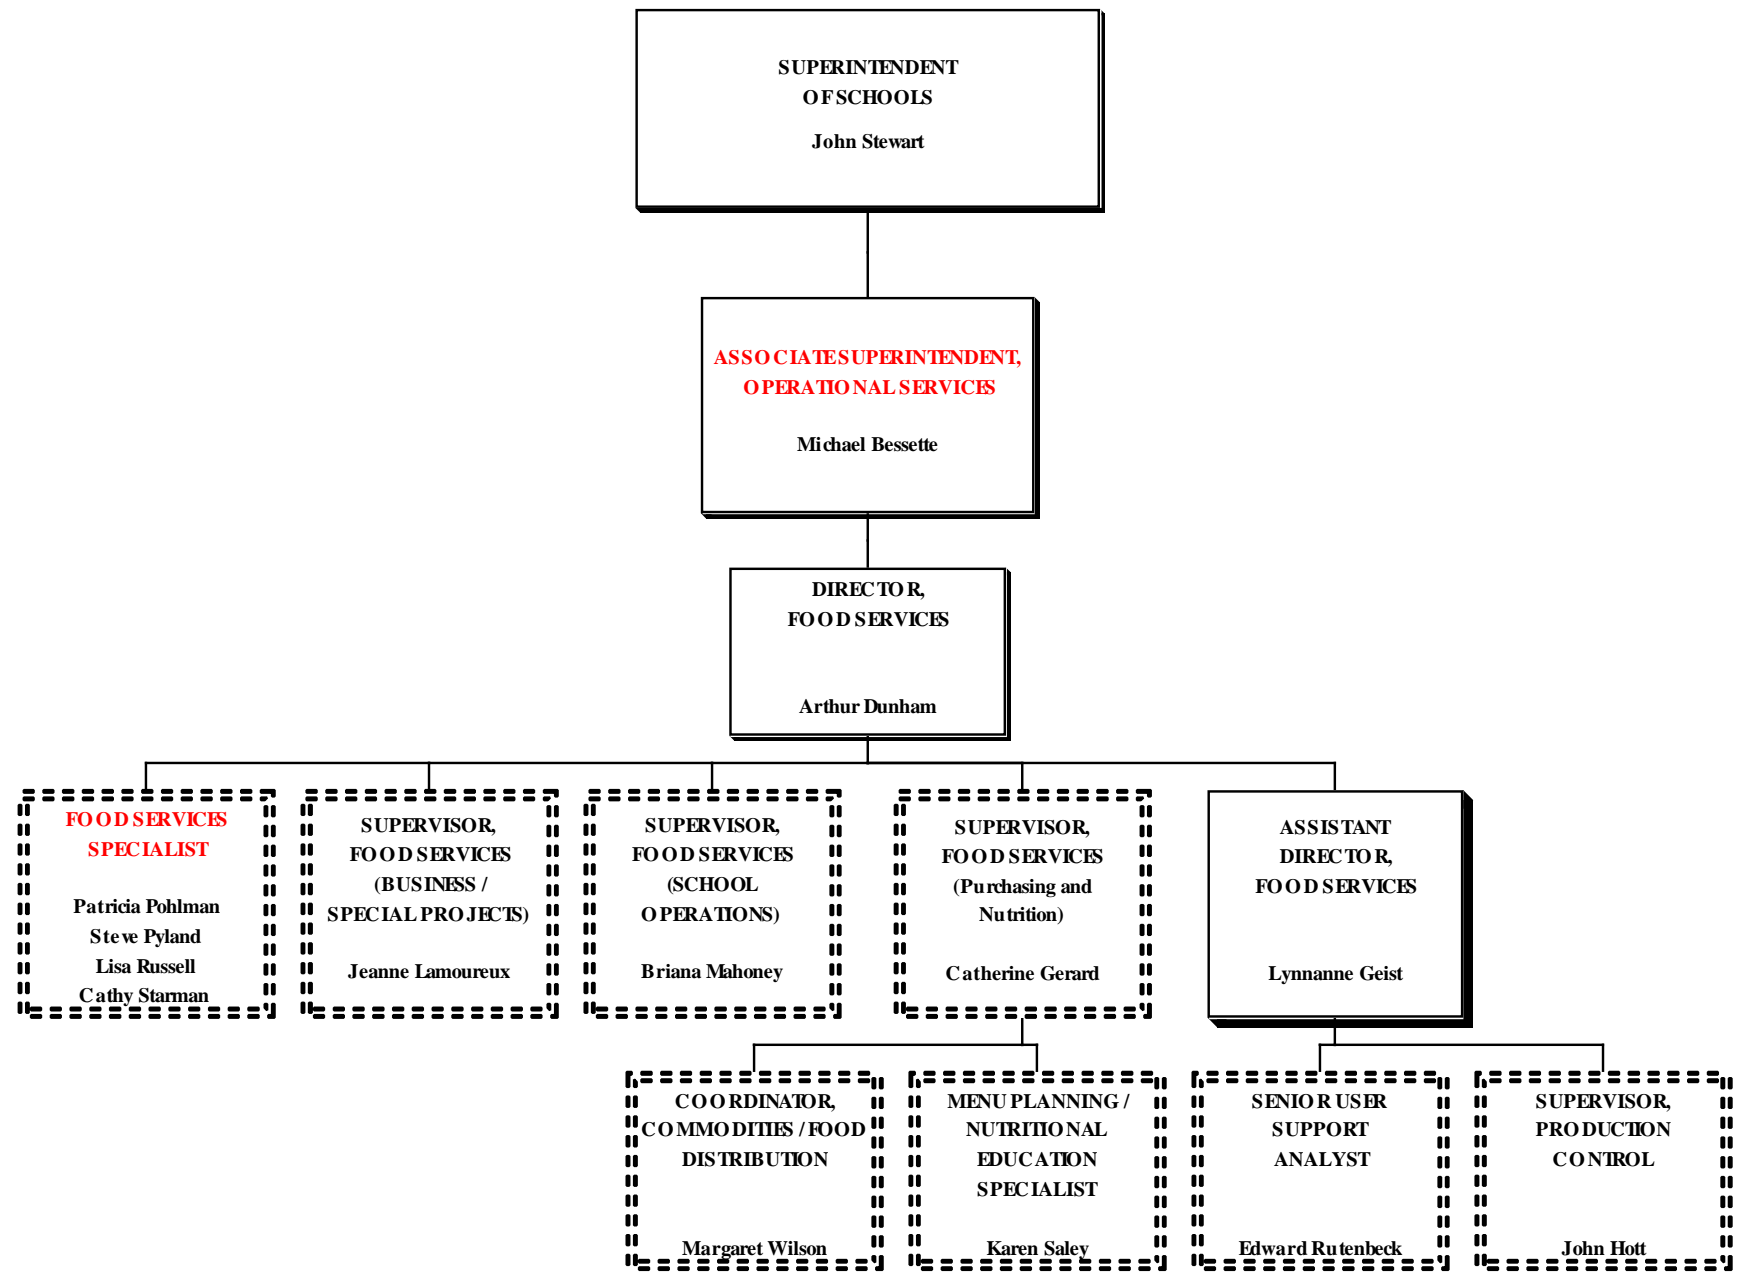 SUPERINTENDENT
OF SCHOOLS
John Stewart
ASSOCIATE SUPERINTENDENT,
OPERATIONAL SERVICES
Michael Bessette
DIRECTOR,
FOOD SERVICES
Arthur Dunham
FOOD SERVICES
SPECIALIST
Patricia Pohlman
Steve Pyland
Lisa Russell
Cathy Starman
SUPERVISOR,
FOOD SERVICES
(BUSINESS /
SPECIAL PROJECTS)
Jeanne Lamoureux
SUPERVISOR,
FOOD SERVICES
(SCHOOL
OPERATIONS)
Briana Mahoney
SUPERVISOR,
FOOD SERVICES
(Purchasing and
Nutrition)
Catherine Gerard
ASSISTANT
DIRECTOR,
FOOD SERVICES
Lynnanne Geist
COORDINATOR,
COMMODITIES / FOOD
DISTRIBUTION
Margaret Wilson
MENU PLANNING /
NUTRITIONAL
EDUCATION
SPECIALIST
Karen Saley
SENIOR USER
SUPPORT
ANALYST
Edward Rutenbeck
SUPERVISOR,
PRODUCTION
CONTROL
John Hott